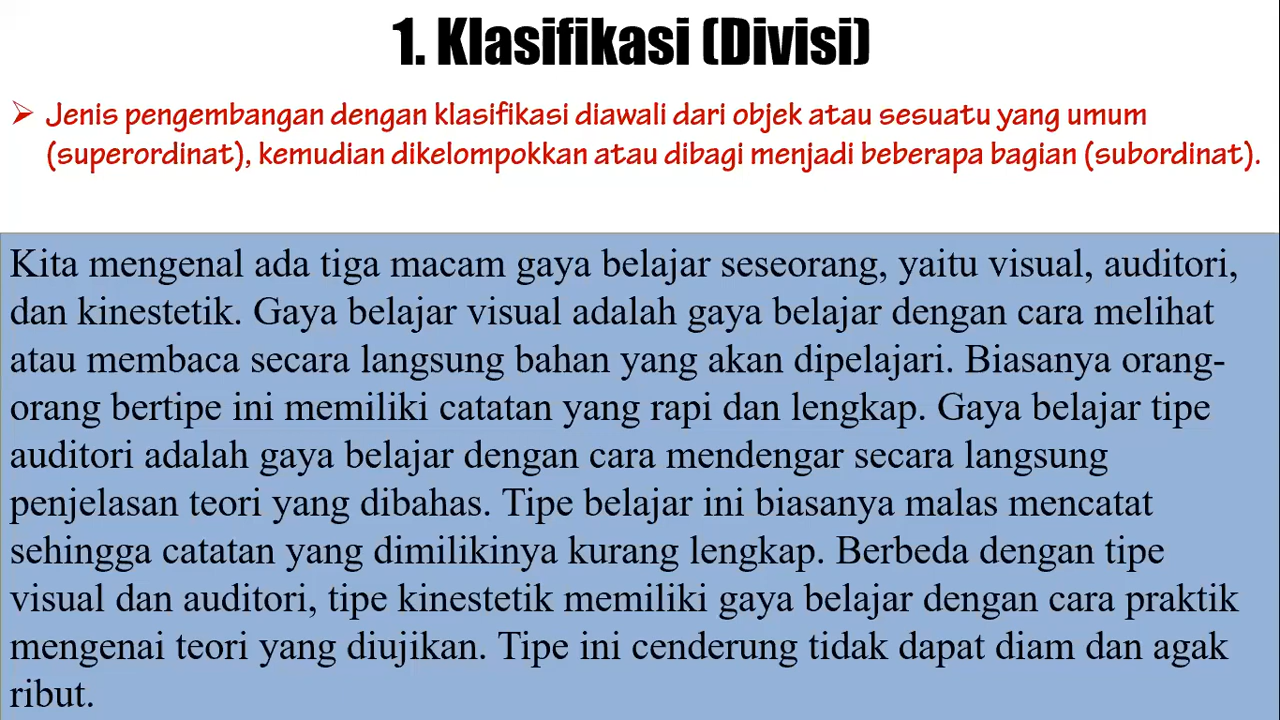 1. Klasifikasi (Divisi)
Jenis pengembangan dengan klasifikasi diawali dari objek atau sesuatu yang umum
(superordinat), kemudian dikelompokkan atau dibagi menjadi beberapa bagian (subordinat).
Kita mengenal ada tiga macam gaya belajar seseorang, yaitu visual, auditori,
dan kinestetik. Gaya belajar visual adalah gaya belajar dengan cara melihat
atau membaca secara langsung bahan yang akan dipelajari. Biasanya orang-
orang bertipe ini memiliki catatan yang rapi dan lengkap. Gaya belajar tipe
auditori adalah gaya belajar dengan cara mendengar secara langsung
penjelasan teori yang dibahas. Tipe belajar ini biasanya malas mencatat
sehingga catatan yang dimilikinya kurang lengkap. Berbeda dengan tipe
visual dan auditori, tipe kinestetik memiliki gaya belajar dengan cara praktik
mengenai teori yang diujikan. Tipe ini cenderung tidak dapat diam dan agak
ribut.